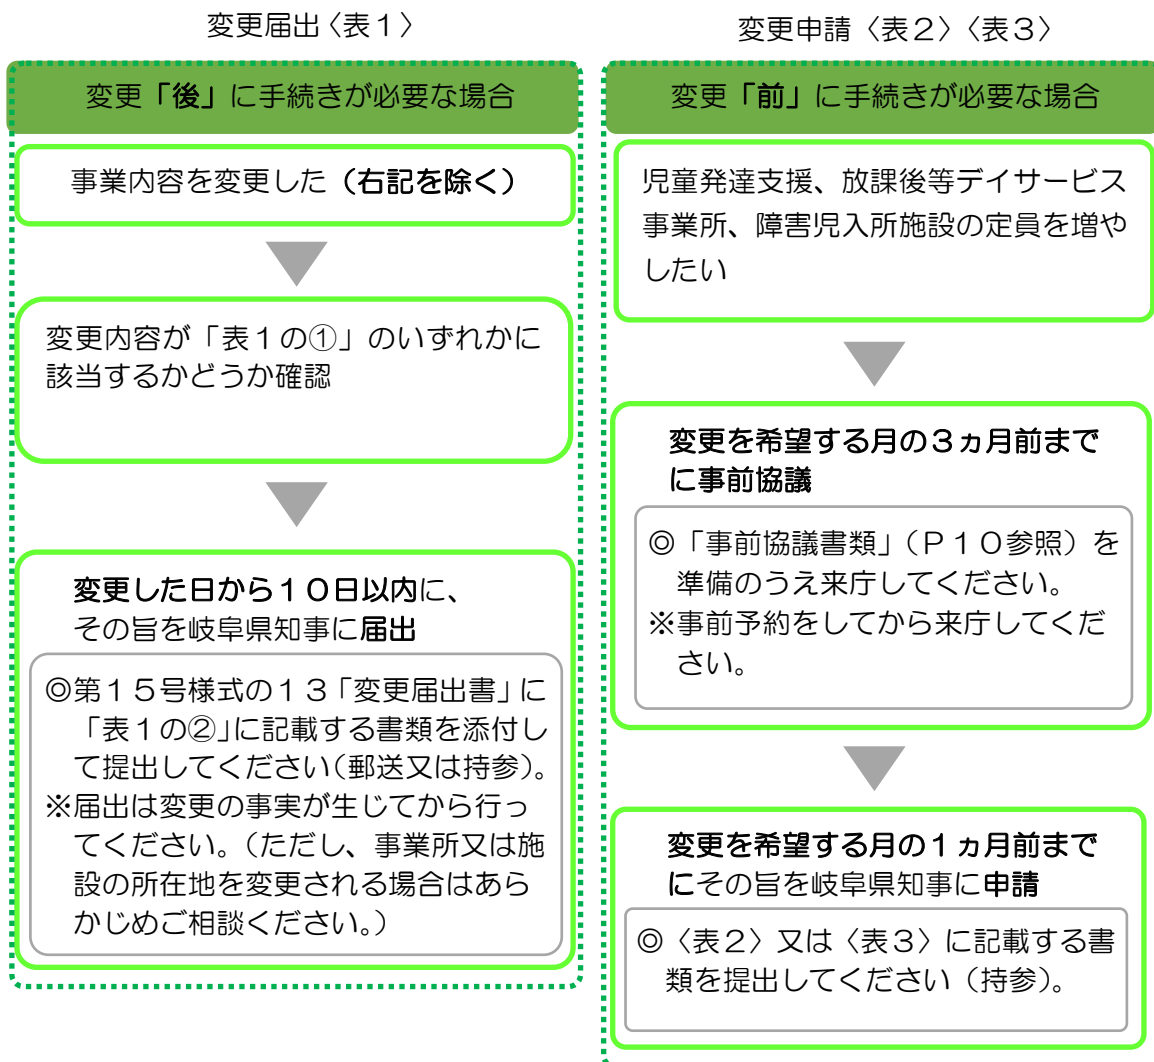 変更届出〈表１〉
変更「後」に手続きが必要な場合
事業内容を変更した（右記を除く）
変更内容が「表１の①」のいずれかに
該当するかどうか確認
変更した日から１０日以内に、
その旨を岐阜県知事に届出
◎第１５号様式の１３「変更届出書」に
「表１の②」に記載する書類を添付し
て提出してください（郵送又は持参）。
※届出は変更の事実が生じてから行っ
てください。（ただし、事業所又は施
設の所在地を変更される場合はあら
かじめご相談ください。）
変更申請〈表２〉〈表３〉
変更「前」に手続きが必要な場合
児童発達支援、放課後等デイサービス
事業所、障害児入所施設の定員を増や
したい
変更を希望する月の３ヵ月前まで
に事前協議
◎「事前協議書類」（Ｐ１０参照）を
準備のうえ来庁してください。
※事前予約をしてから来庁してくだ
さい。
変更を希望する月の１ヵ月前まで
にその旨を岐阜県知事に申請
◎〈表２〉又は〈表３〉に記載する書
類を提出してください（持参）。